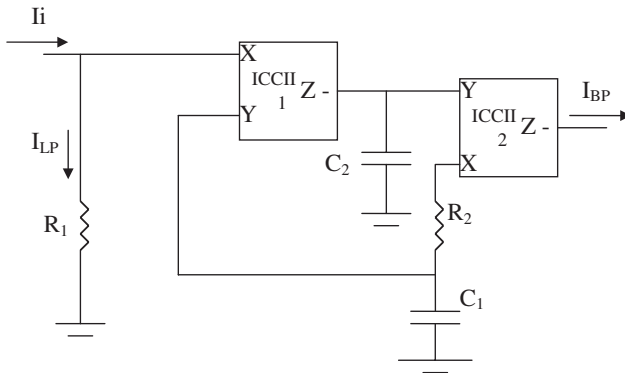 Ii
X
ICCII
1
Z -
Y
I_LP
R₁
C₂
Y
ICCII
2
Z-
X
I_BP
R₂
C₁